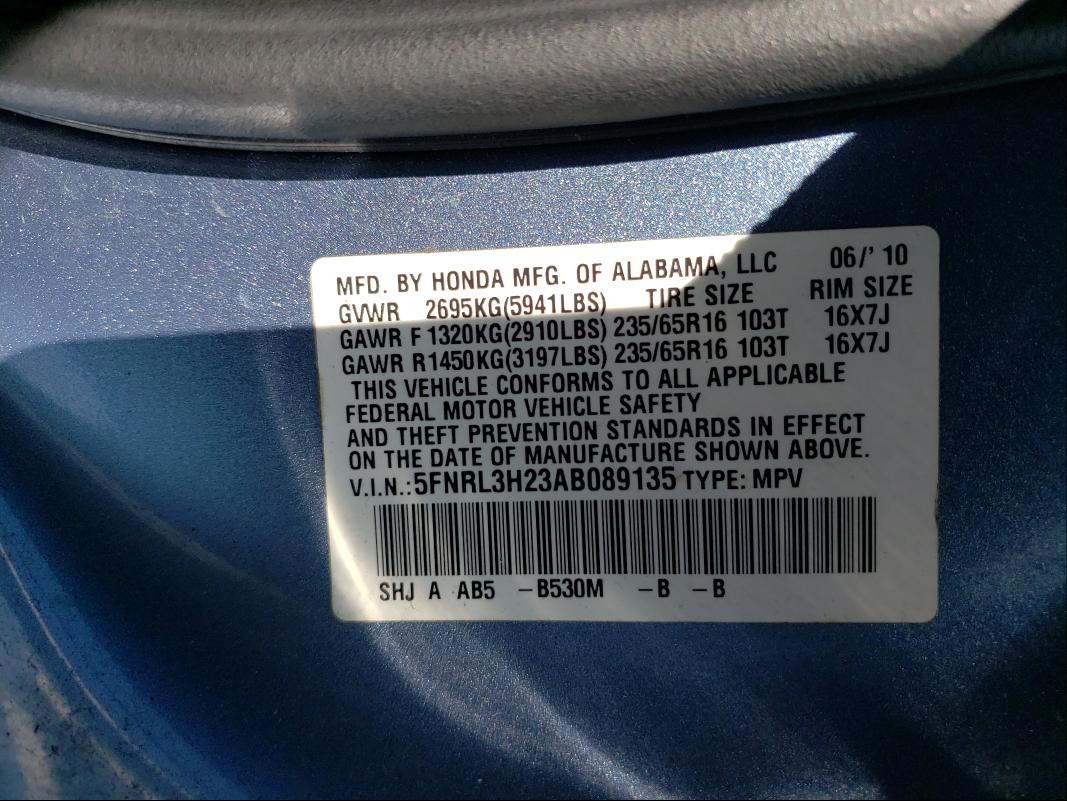 MFD. BY HONDA MFG. OF ALABAMA, LLC 06/' 10
GVWR 2695KG(5941LBS) TIRE SIZE RIM SIZE
GAWR F 1320KG(2910LBS) 235/65R16 103T 16X7J
GAWR R1450KG(3197LBS) 235/65R16 103T 16X7J
THIS VEHICLE CONFORMS TO ALL APPLICABLE
FEDERAL MOTOR VEHICLE SAFETY
AND THEFT PREVENTION STANDARDS IN EFFECT
ON THE DATE OF MANUFACTURE SHOWN ABOVE.
V.I.N.:5FNRL3H23AB089135 TYPE: MPV
SHJ A AB5 –B530M –B –B